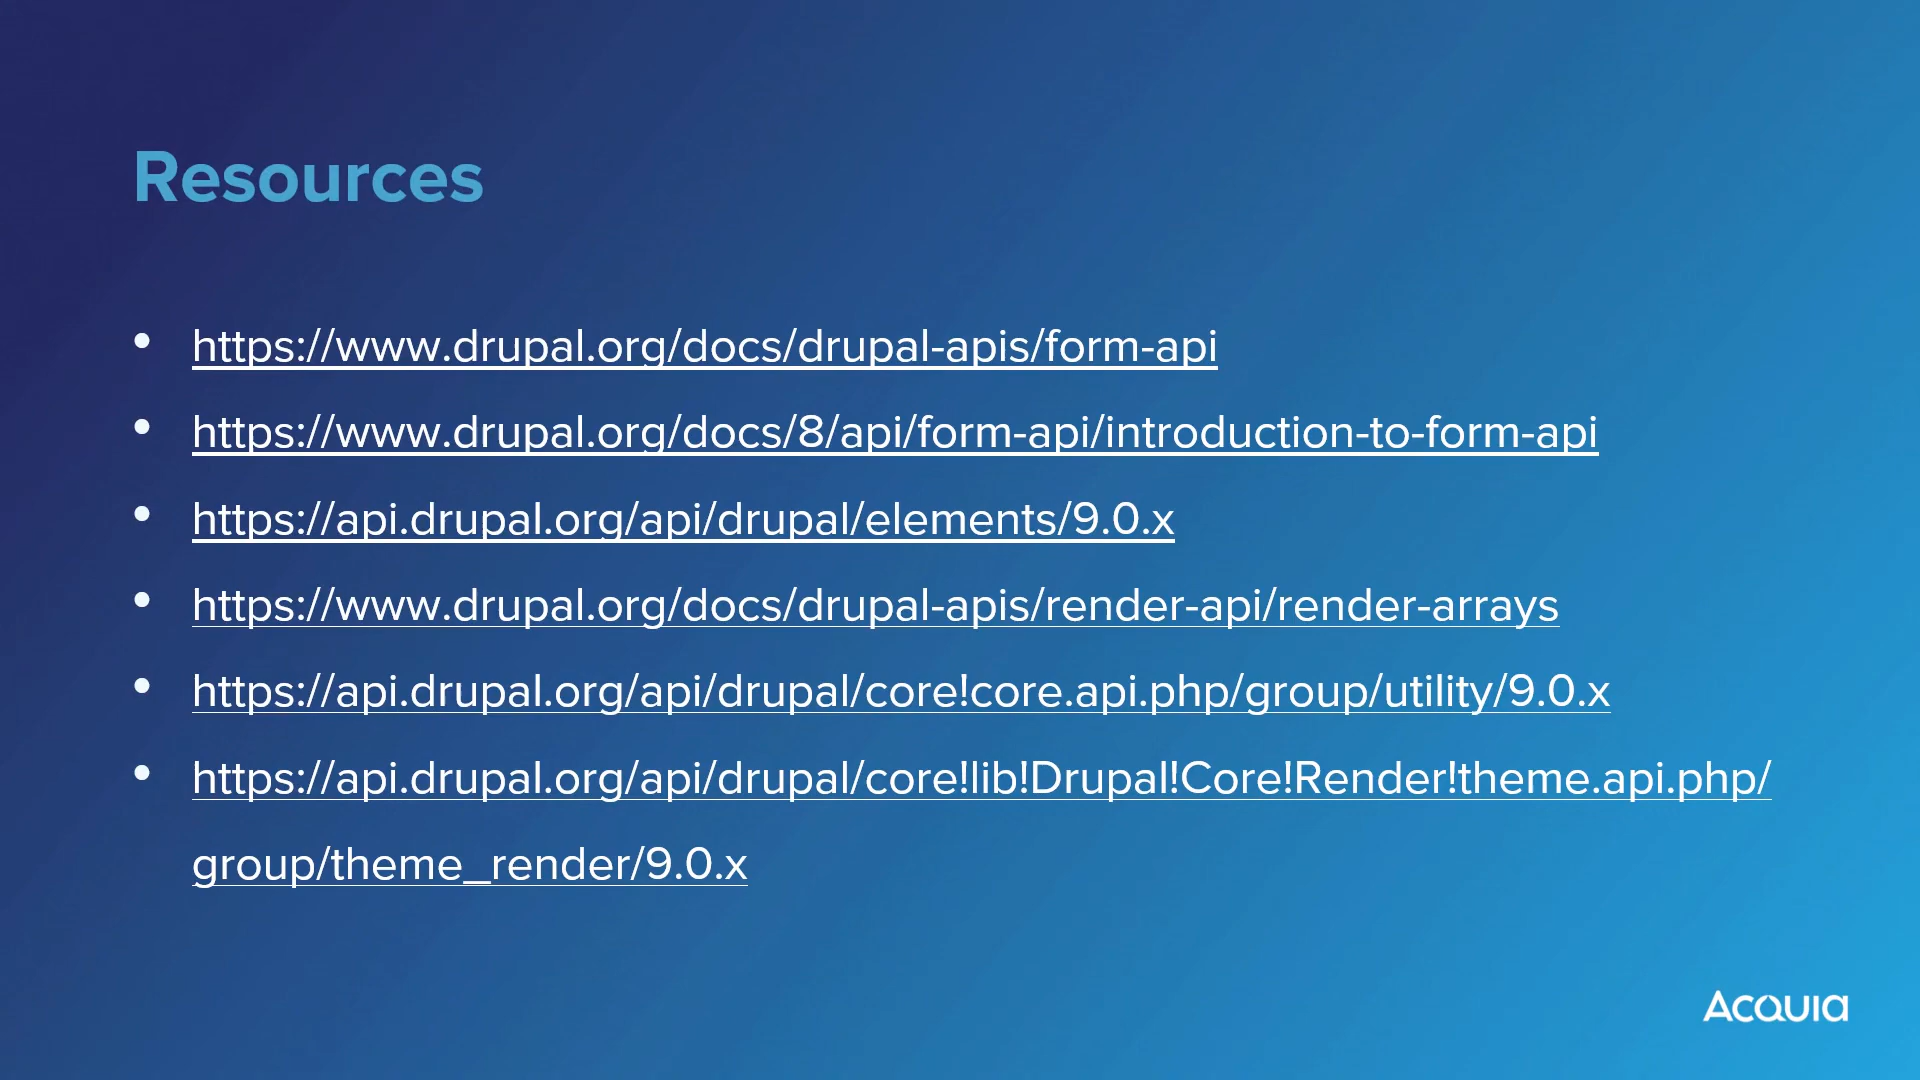 Resources
• https://www.drupal.org/docs/drupal-apis/form-api
• https://www.drupal.org/docs/8/api/form-api/introduction-to-form-api
• https://api.drupal.org/api/drupal/elements/9.0.x
• https://www.drupal.org/docs/drupal-apis/render-api/render-arrays
• https://api.drupal.org/api/drupal/core!core.api.php/group/utility/9.0.x
• https://api.drupal.org/api/drupal/core!lib!Drupal!Core!Render!theme.api.php/
group/theme_render/9.0.x
Acquia